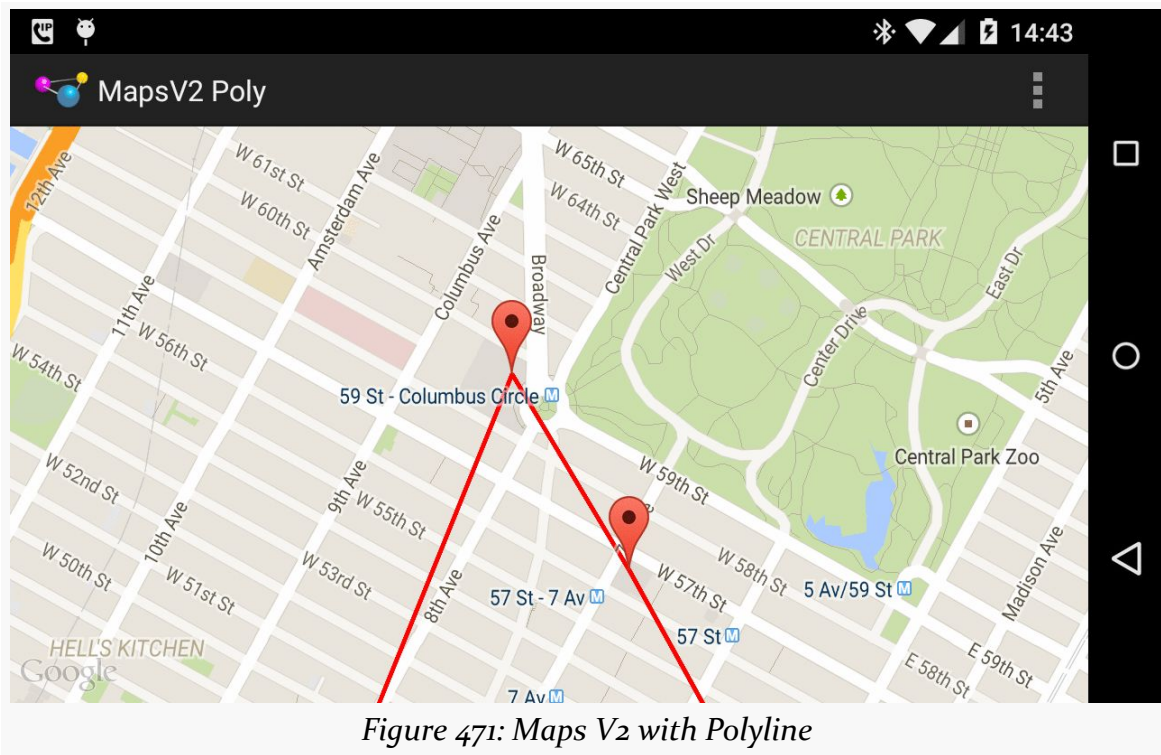 14:43
MapsV2 Poly
W 61st St
W 65th St
12th Ave
Amsterdam Ave
W 60th St
W 64th St
Central Park West
Sheep Meadow
CENTRAL PARK
Columbus Ave
Broadway
West Dr
East Dr
11th Ave
W 56th St
Center Drive
W 54th St
59 St - Columbus Circle M
5th Ave
W 52nd St
9th Ave
W 55th St
W 59th St
Central Park Zoo
10th Ave
W 50th St
W 51st St
W 53rd St
8th Ave
57 St - 7 Av M
W 57th St
W 58th St
5 Av/59 St M
Madison Ave
57 St M
HELL'S KITCHEN
Google
E 58th St
E 59th St
7 Av M
Figure 471: Maps V2 with Polyline